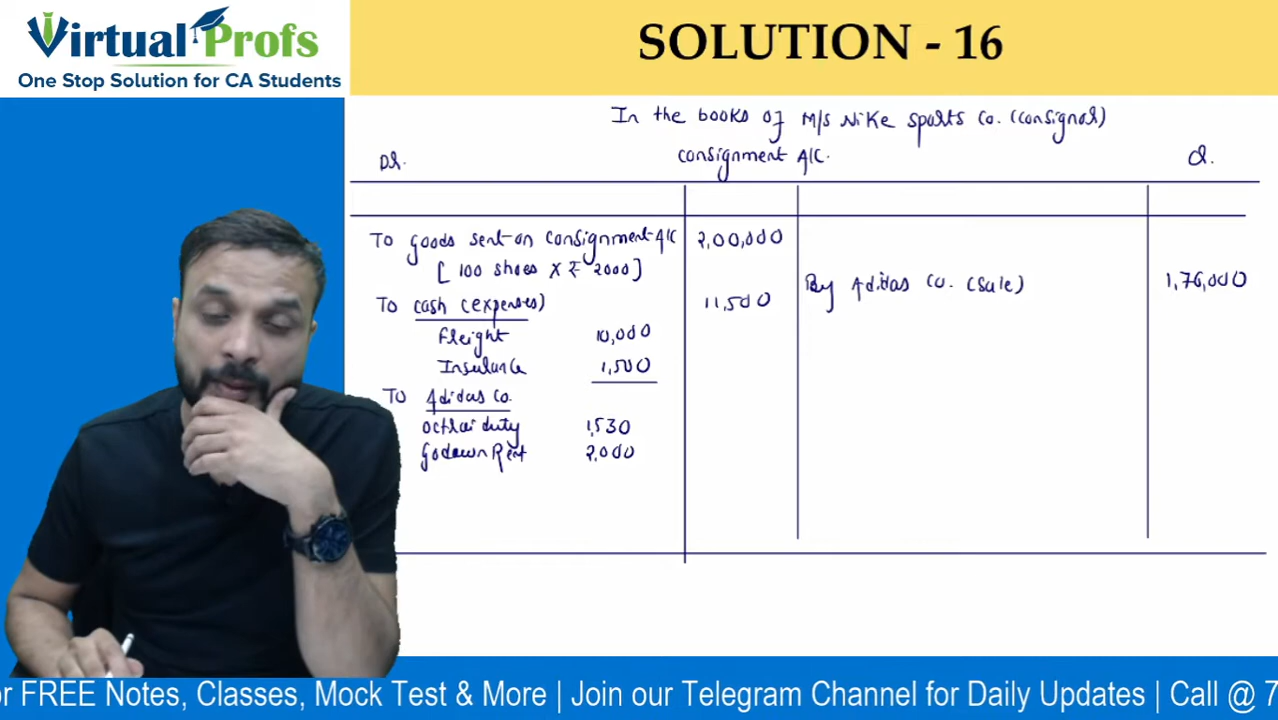 Virtual Profs
One Stop Solution for CA Students
SOLUTION - 16
In the books of M/s Nike Sports Co. (Consignor)
Consignment A/C.
Dr. Cr.
To Goods sent on Consignment A/C 2,00,000
[100 shoes X ₹ 2000]
By Adidas Co. (Sale) 1,76,000
To Cash (expenses) 11,500
Freight 10,000
Insurance 1,500
To Adidas Co.
Octroi duty 1,530
Godown Rent 2,000
or FREE Notes, Classes, Mock Test & More | Join our Telegram Channel for Daily Updates | Call @ 7